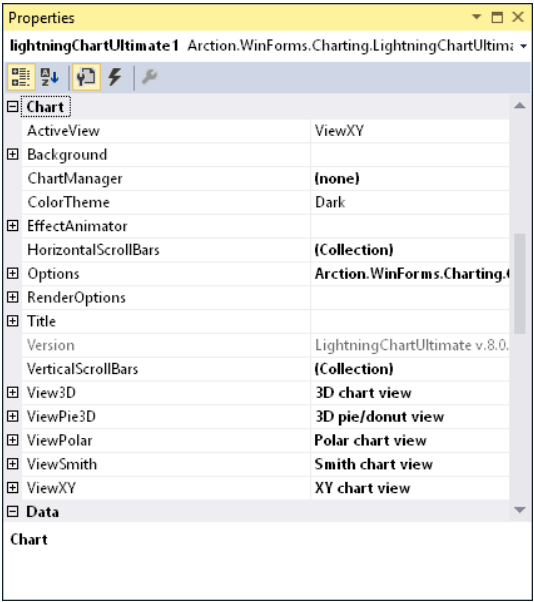 Properties
lightningChartUltimate1 Arction.WinForms.Charting.LightningChartUltima
Chart
ActiveView ViewXY
Background
ChartManager (none)
ColorTheme Dark
EffectAnimator
HorizontalScrollBars (Collection)
Options Arction.WinForms.Charting.
RenderOptions
Title
Version LightningChartUltimate v.8.0.
VerticalScrollBars (Collection)
View3D 3D chart view
ViewPie3D 3D pie/donut view
ViewPolar Polar chart view
ViewSmith Smith chart view
ViewXY XY chart view
Data
Chart